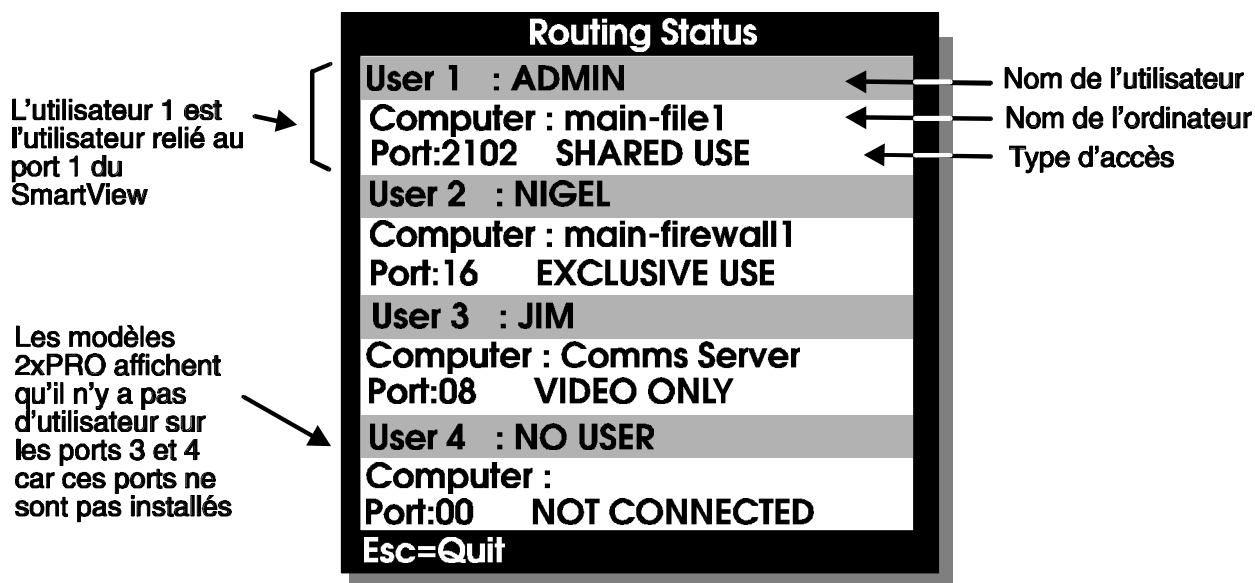 Routing Status
User 1 : ADMIN
Computer : main-file1
Port:2102 SHARED USE
User 2 : NIGEL
Computer : main-firewall1
Port:16 EXCLUSIVE USE
User 3 : JIM
Computer : Comms Server
Port:08 VIDEO ONLY
User 4 : NO USER
Computer :
Port:00 NOT CONNECTED
Esc=Quit
L'utilisateur 1 est
l'utilisateur relié au
port 1 du
SmartView
Les modèles
2xPRO affichent
qu'il n'y a pas
d'utilisateur sur
les ports 3 et 4
car ces ports ne
sont pas installés
Nom de l'utilisateur
Nom de l'ordinateur
Type d'accès